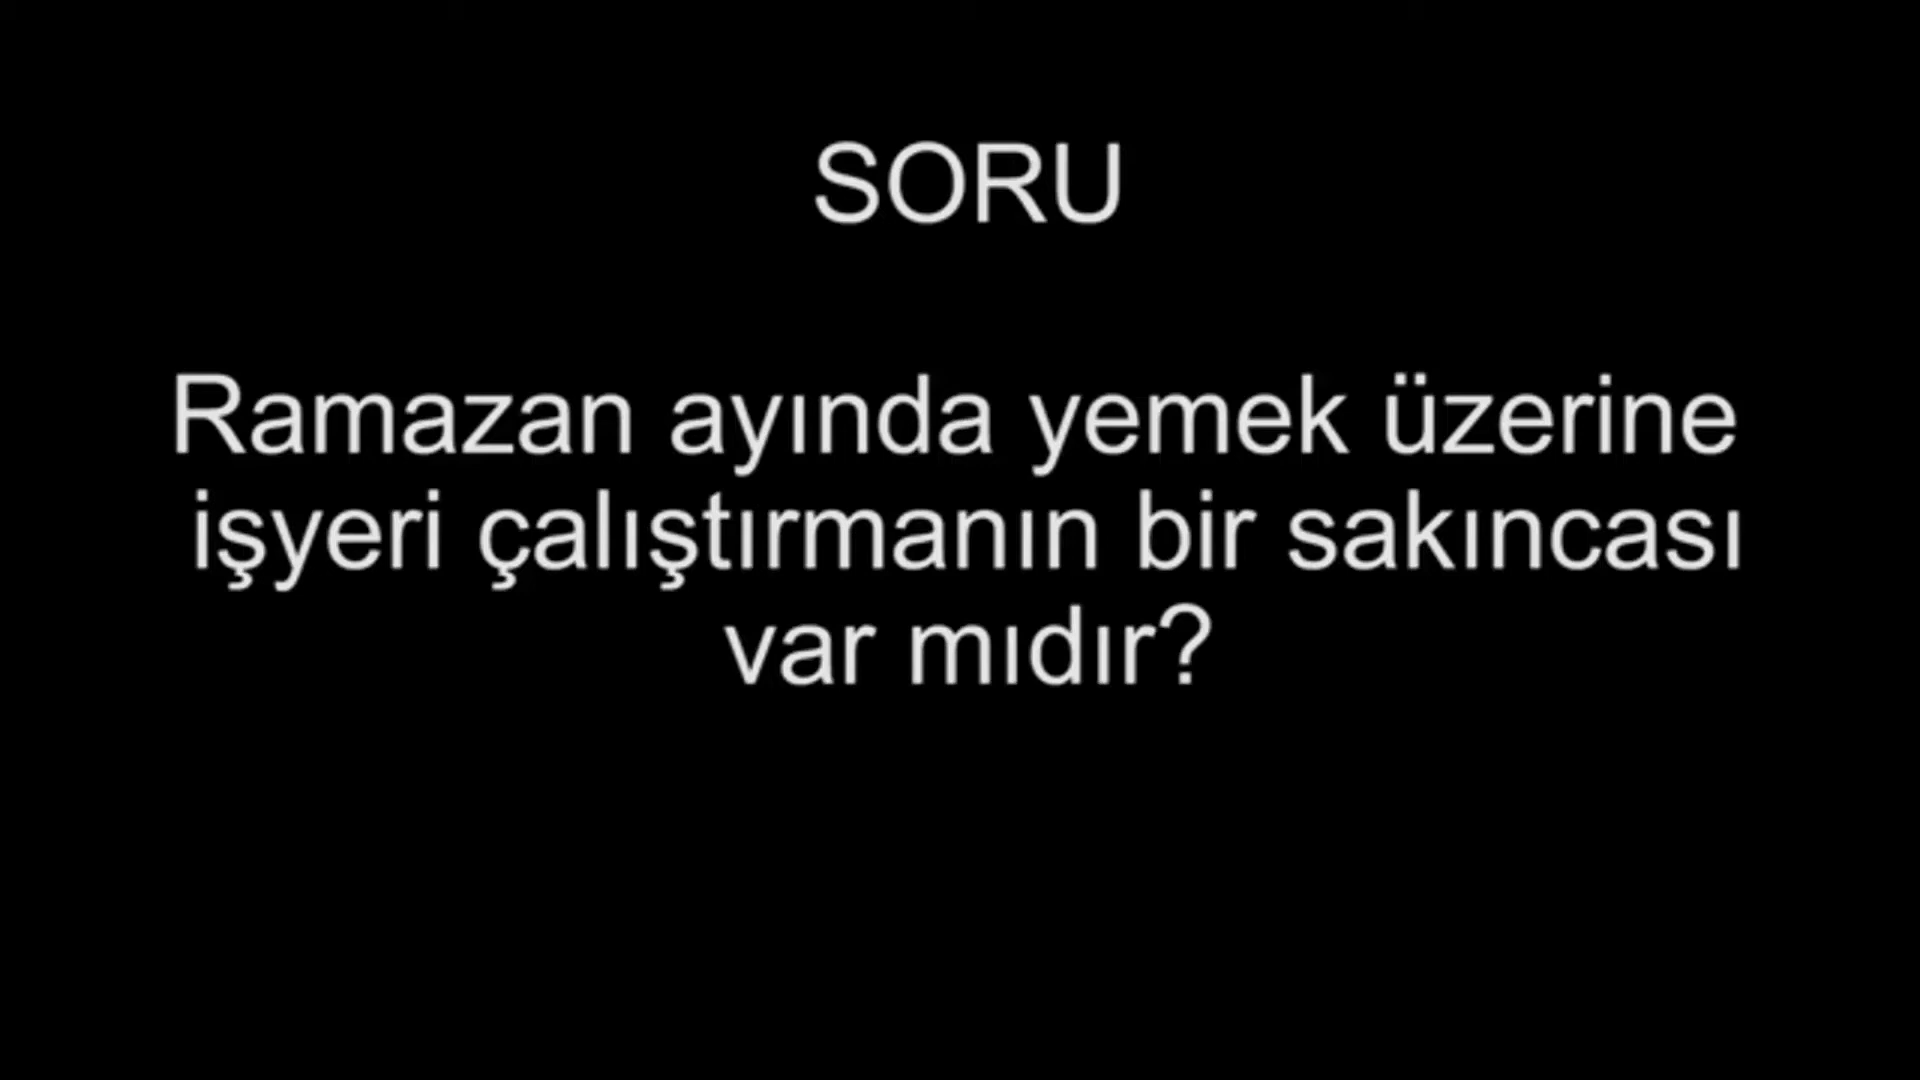 SORU
Ramazan ayında yemek üzerine
işyeri çalıştırmanın bir sakıncası
var mıdır?